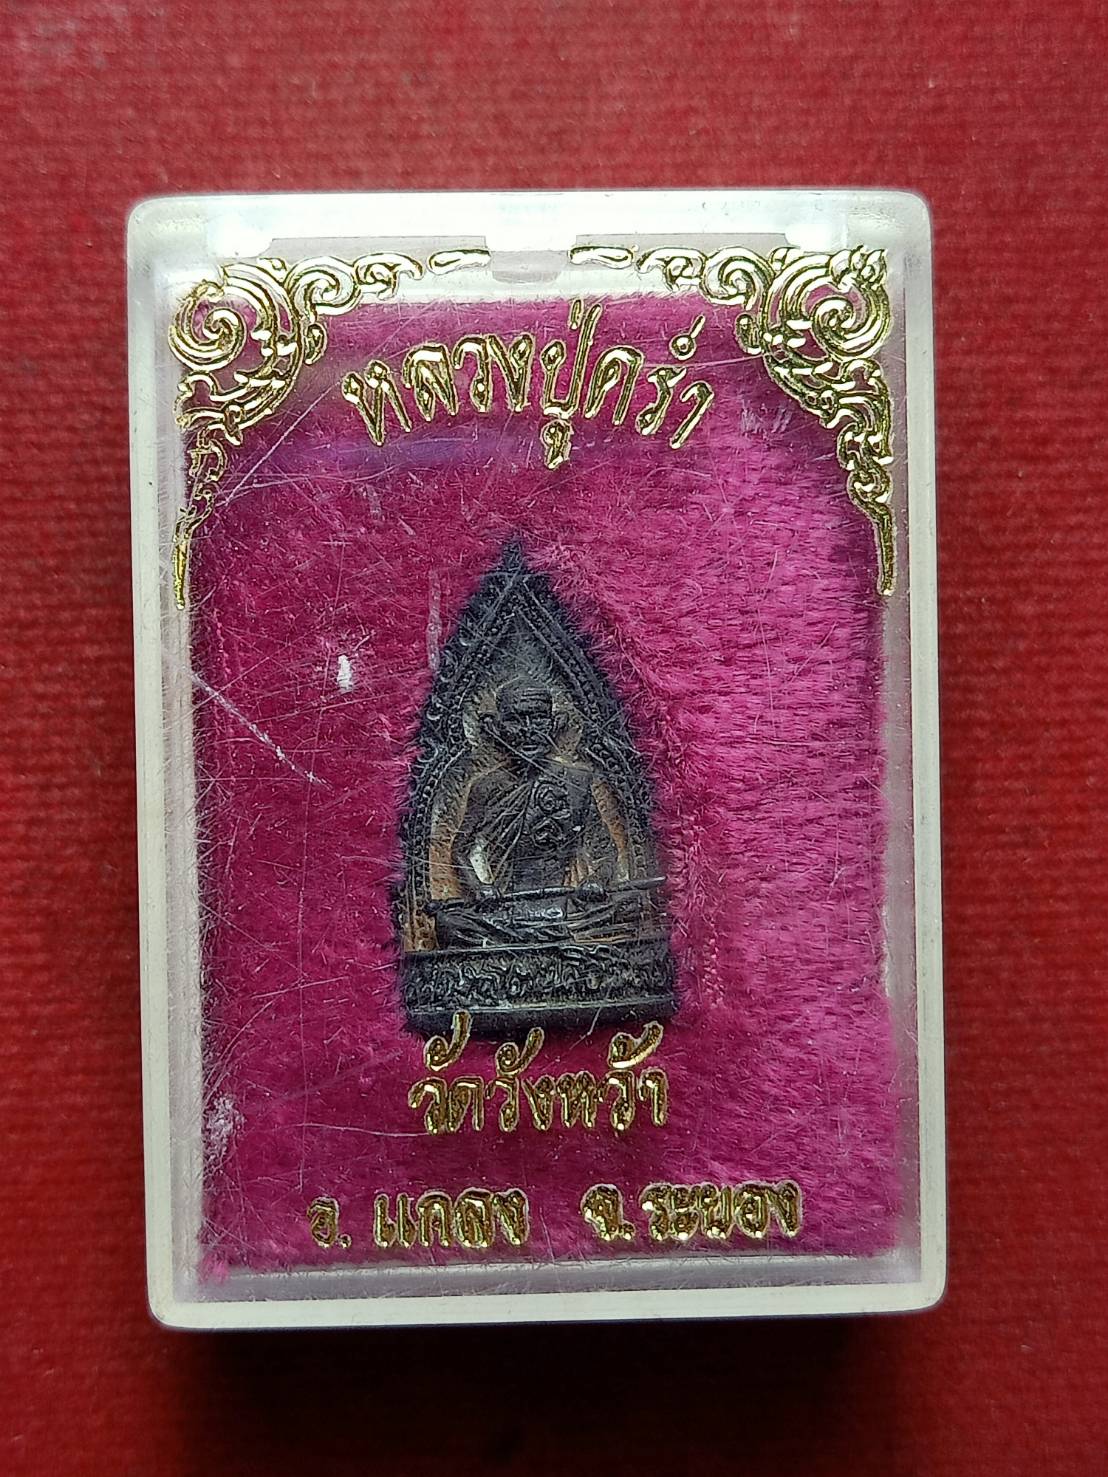 หลวงปู่คร่ำ
วัดวังหว้า
อ. แกลง จ. ระยอง